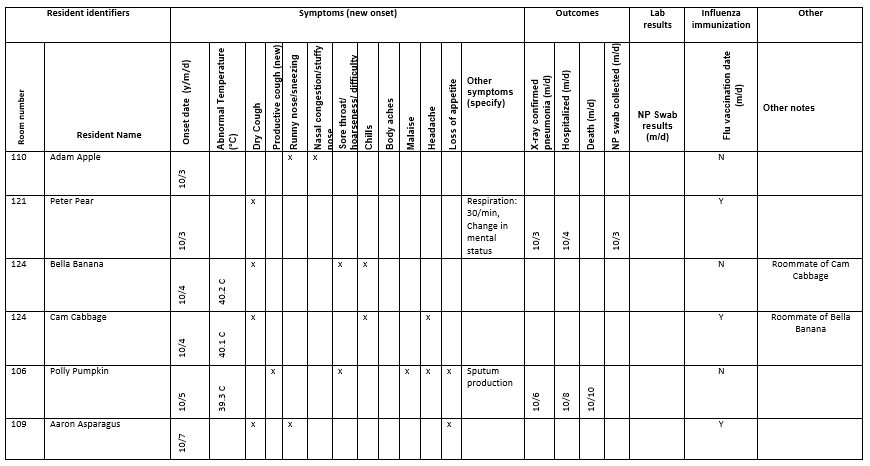 Resident identifiers
Symptoms (new onset)
Outcomes
Lab
results
Influenza
immunization
Other
Room number
Resident Name
Onset date (y/m/d)
Abnormal Temperature
(°C)
Dry Cough
Productive cough (new)
Runny nose/sneezing
Nasal congestion/stuffy
nose
Sore throat/
hoarseness/ difficulty
Chills
Body aches
Malaise
Headache
Loss of appetite
Other
symptoms
(specify)
X-ray confirmed
pneumonia (m/d)
Hospitalized (m/d)
Death (m/d)
NP swab collected (m/d)
NP Swab
results
(m/d)
Flu vaccination date
(m/d)
Other notes
110
Adam Apple
10/3
x
x
N
121
Peter Pear
10/3
x
Respiration:
30/min,
Change in
mental
status
10/3
10/4
10/3
Y
124
Bella Banana
10/4
40.2 C
x
x
x
N
Roommate of Cam
Cabbage
124
Cam Cabbage
10/4
40.1 C
x
x
x
Y
Roommate of Bella
Banana
106
Polly Pumpkin
10/5
39.3 C
x
x
x
x
x
Sputum
production
10/6
10/8
10/10
N
109
Aaron Asparagus
10/7
x
x
x
Y